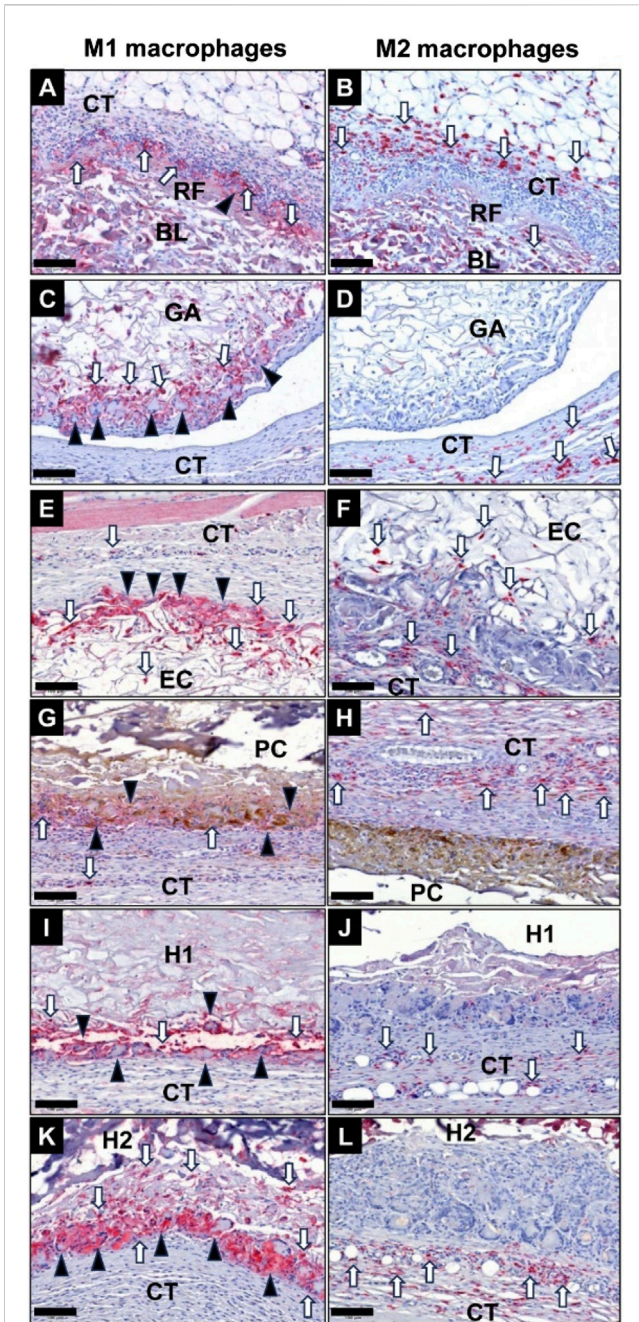 M1 macrophages M2 macrophages
A CT RF BL
B CT RF BL
C GA CT
D GA CT
E CT EC
F EC CT
G PC CT
H CT PC
I H1 CT
J H1 CT
K H2 CT
L H2 CT